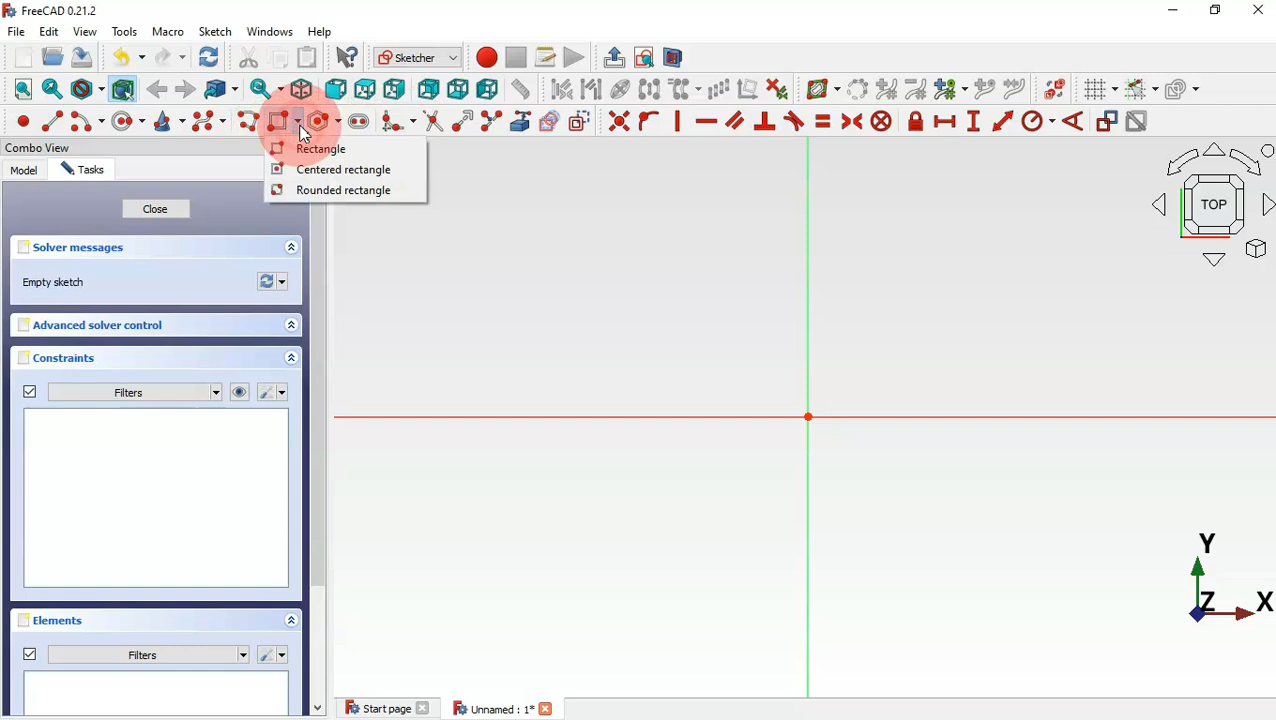 FreeCAD 0.21.2
File Edit View Tools Macro Sketch Windows Help
Sketcher
Combo View
Model Tasks
Rectangle
Centered rectangle
Rounded rectangle
Close
Solver messages
Empty sketch
Advanced solver control
Constraints
Filters
Elements
Filters
TOP
Y
Z X
Start page Unnamed : 1*